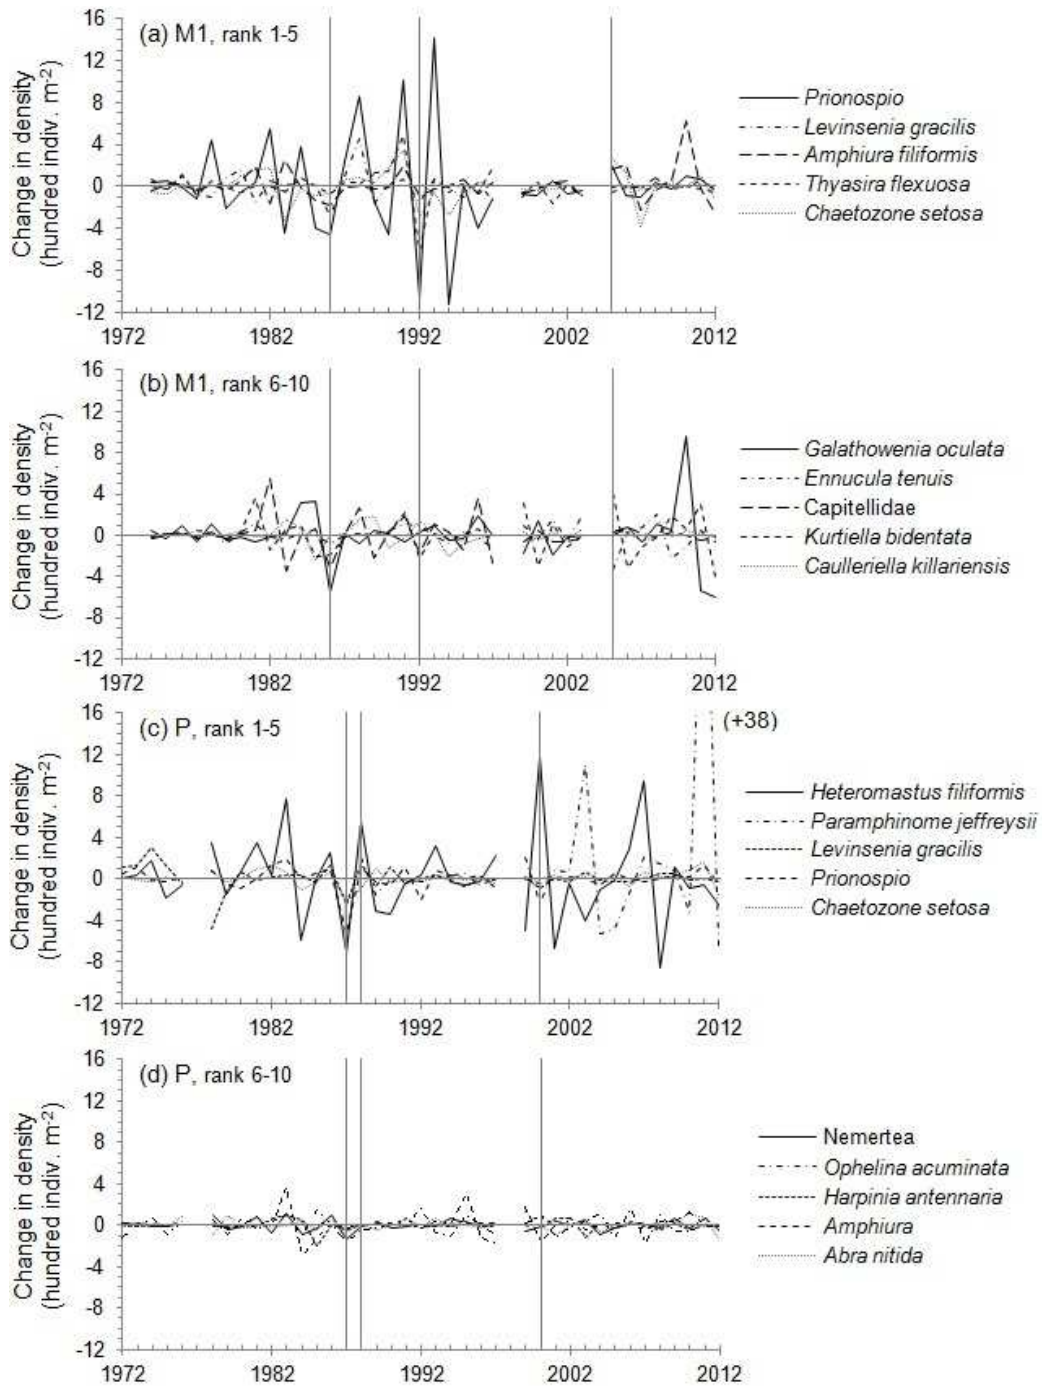 (a) M1, rank 1-5
Change in density
(hundred indiv. m-2)
16
12
8
4
0
-4
-8
-12
1972
1982
1992
2002
2012
Prionospio
Levinsenia gracilis
Amphiura filiformis
Thyasira flexuosa
Chaetozone setosa
(b) M1, rank 6-10
Change in density
(hundred indiv. m-2)
16
12
8
4
0
-4
-8
-12
1972
1982
1992
2002
2012
Galathowenia oculata
Ennucula tenuis
Capitellidae
Kurtiella bidentata
Caulleriella killariensis
(c) P, rank 1-5
(+38)
Change in density
(hundred indiv. m-2)
16
12
8
4
0
-4
-8
-12
1972
1982
1992
2002
2012
Heteromastus filiformis
Paramphinome jeffreysii
Levinsenia gracilis
Prionospio
Chaetozone setosa
(d) P, rank 6-10
Change in density
(hundred indiv. m-2)
16
12
8
4
0
-4
-8
-12
1972
1982
1992
2002
2012
Nemertea
Ophelina acuminata
Harpinia antennaria
Amphiura
Abra nitida